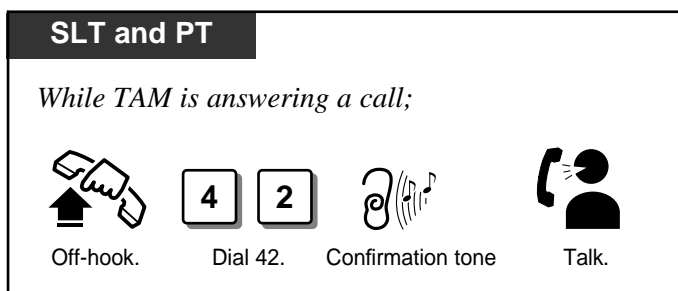 SLT and PT
While TAM is answering a call;
4 2
Off-hook. Dial 42. Confirmation tone Talk.